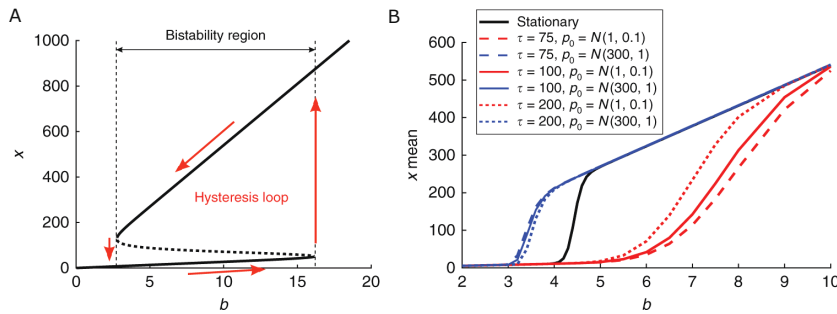 A
Bistability region
1000
800
600
400
200
0
x
Hysteresis loop
0
5
10
15
20
b
B
Stationary
τ = 75, p0 = N(1, 0.1)
τ = 75, p0 = N(300, 1)
τ = 100, p0 = N(1, 0.1)
τ = 100, p0 = N(300, 1)
τ = 200, p0 = N(1, 0.1)
τ = 200, p0 = N(300, 1)
600
500
400
300
200
100
0
x mean
2
3
4
5
6
7
8
9
10
b